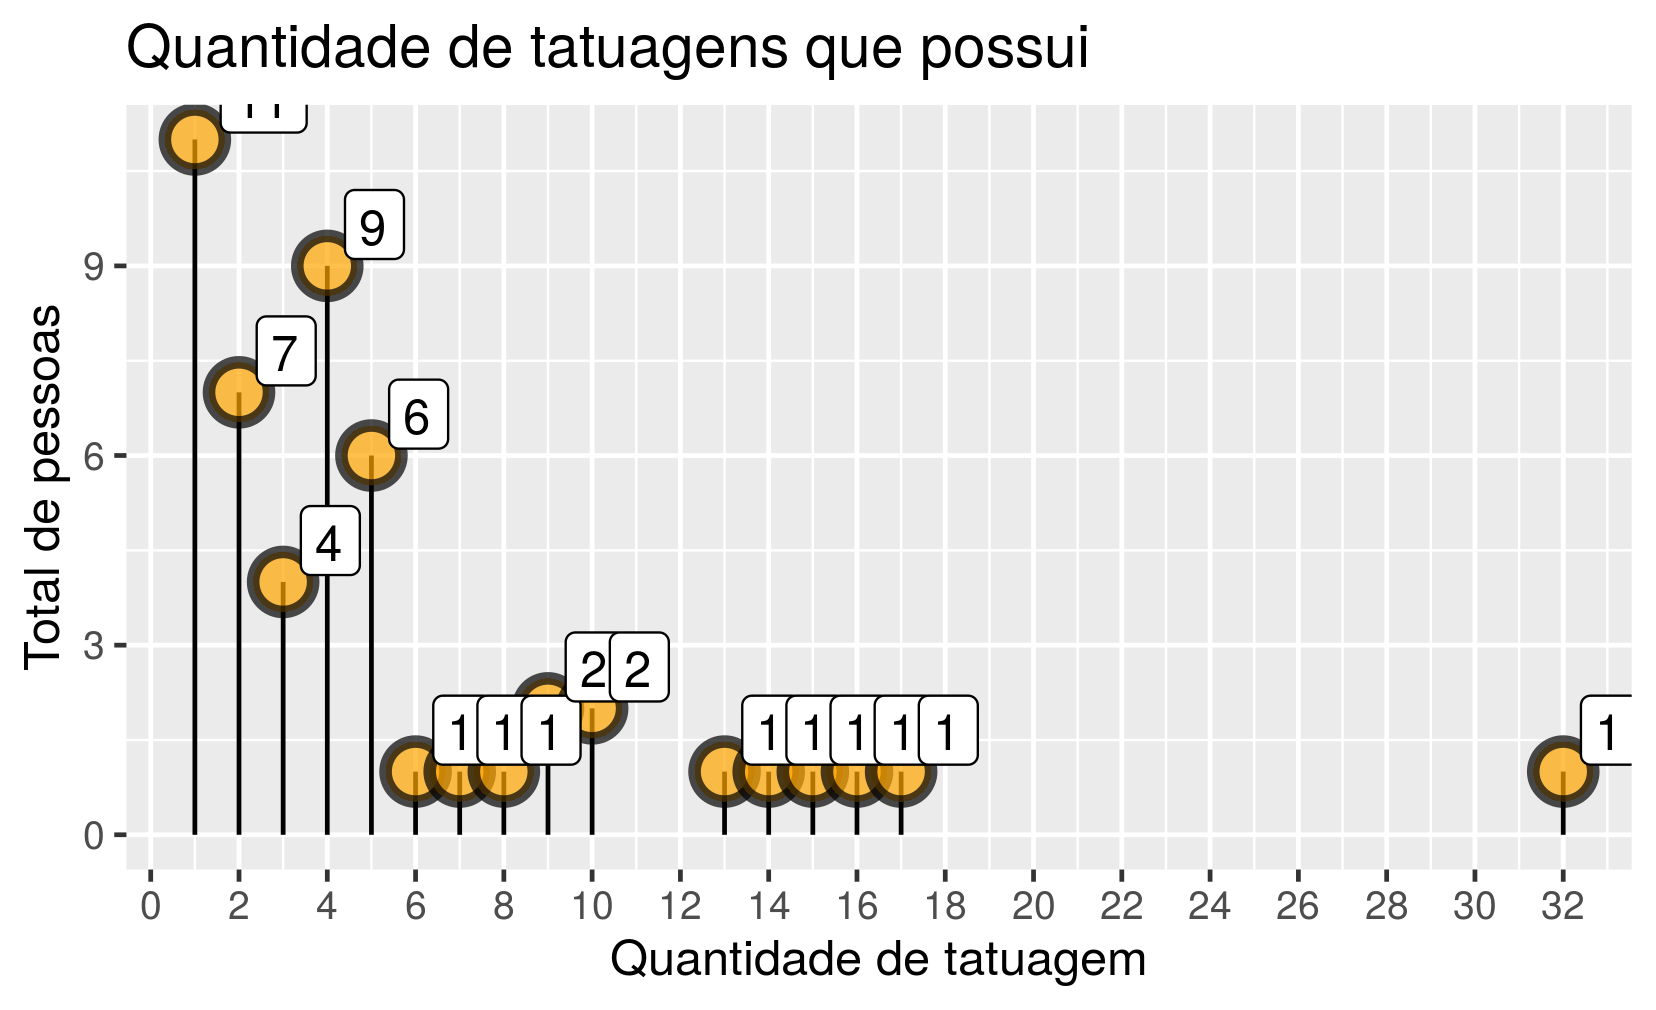 Quantidade de tatuagens que possui
11
9
7
6
4
2 2
1 1 1
1 1 1 1 1
1
Total de pessoas
9
6
3
0
0 2 4 6 8 10 12 14 16 18 20 22 24 26 28 30 32
Quantidade de tatuagem